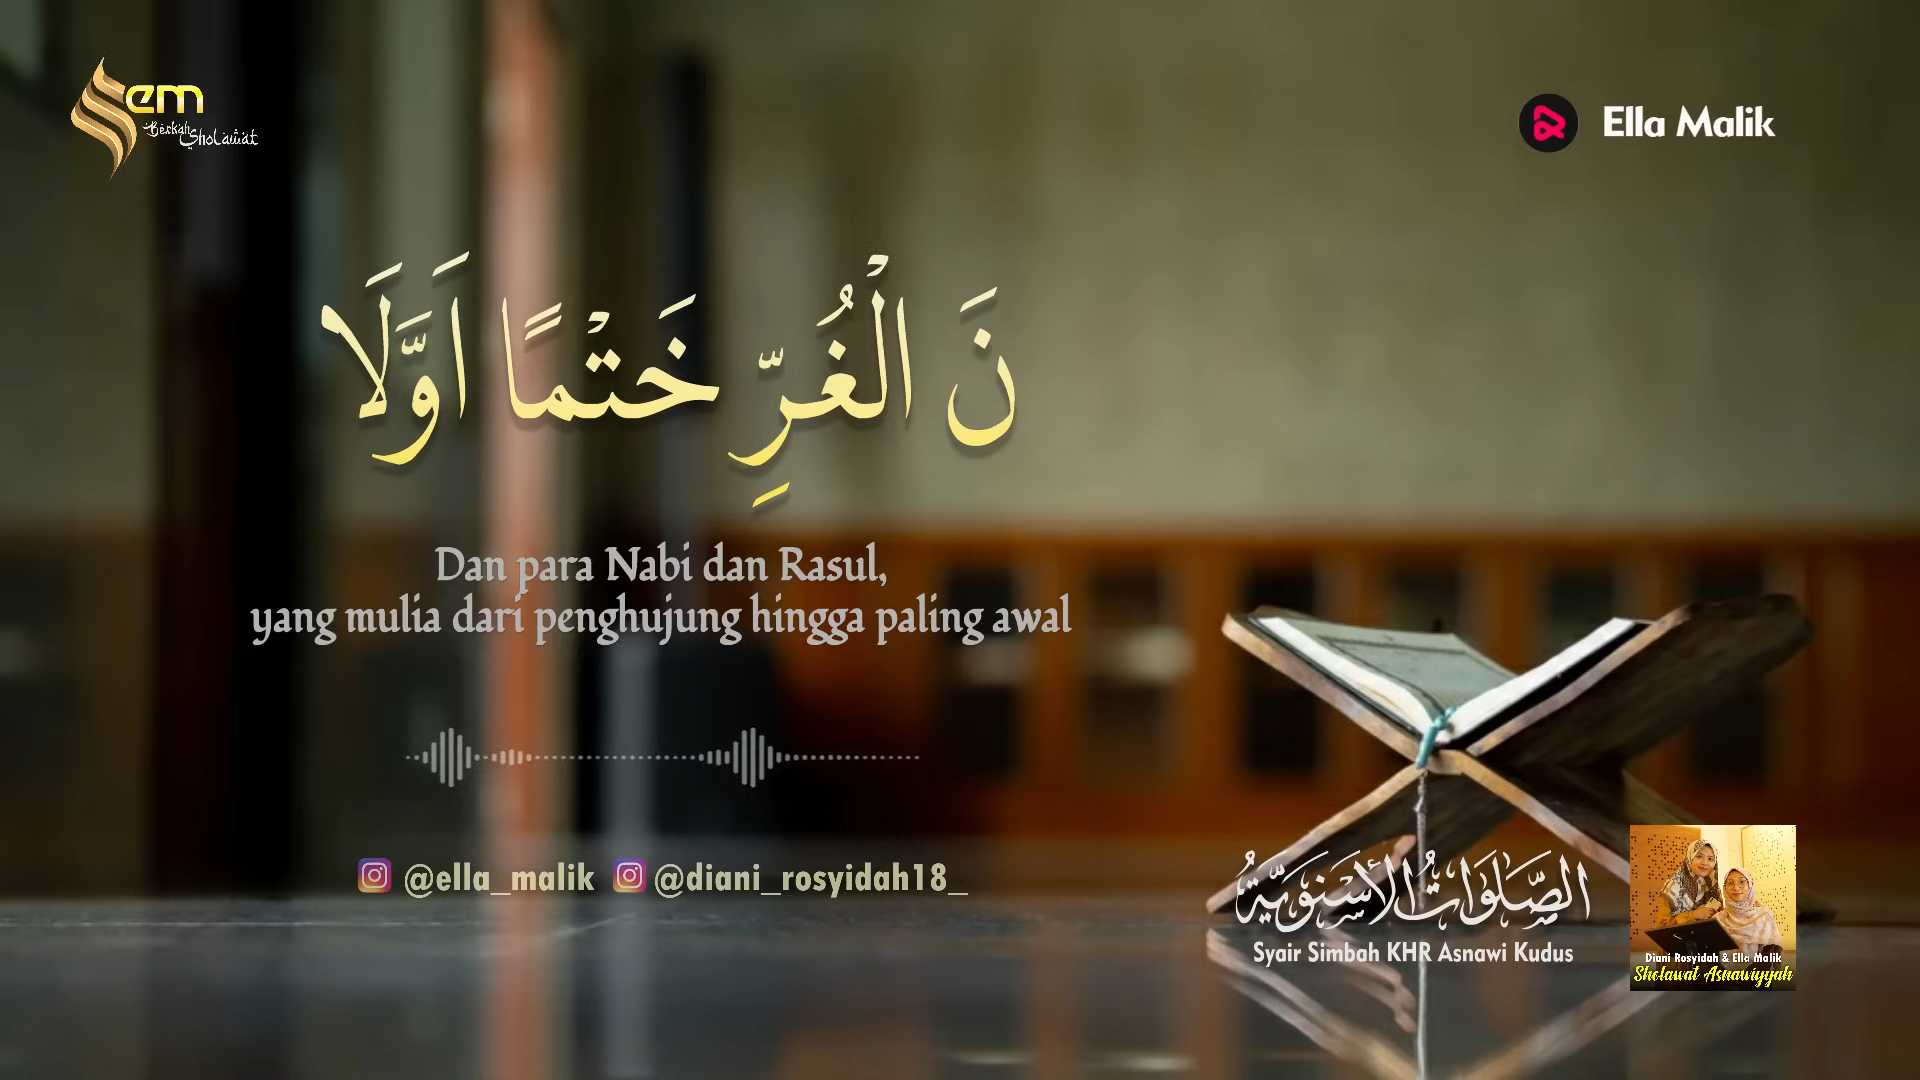 em
Berkah Sholawat
Ella Malik
نَ الْغُرِّ خَتْمًا اَوَّلَا
Dan para Nabi dan Rasul,
yang mulia dari penghujung hingga paling awal
@ella_malik @diani_rosyidah18_
الصَّلَوَاتُ الْأَسْنَوِيَّةُ
Syair Simbah KHR Asnawi Kudus
Diani Rosyidah & Ella Malik
Sholawat Asnawiyyah